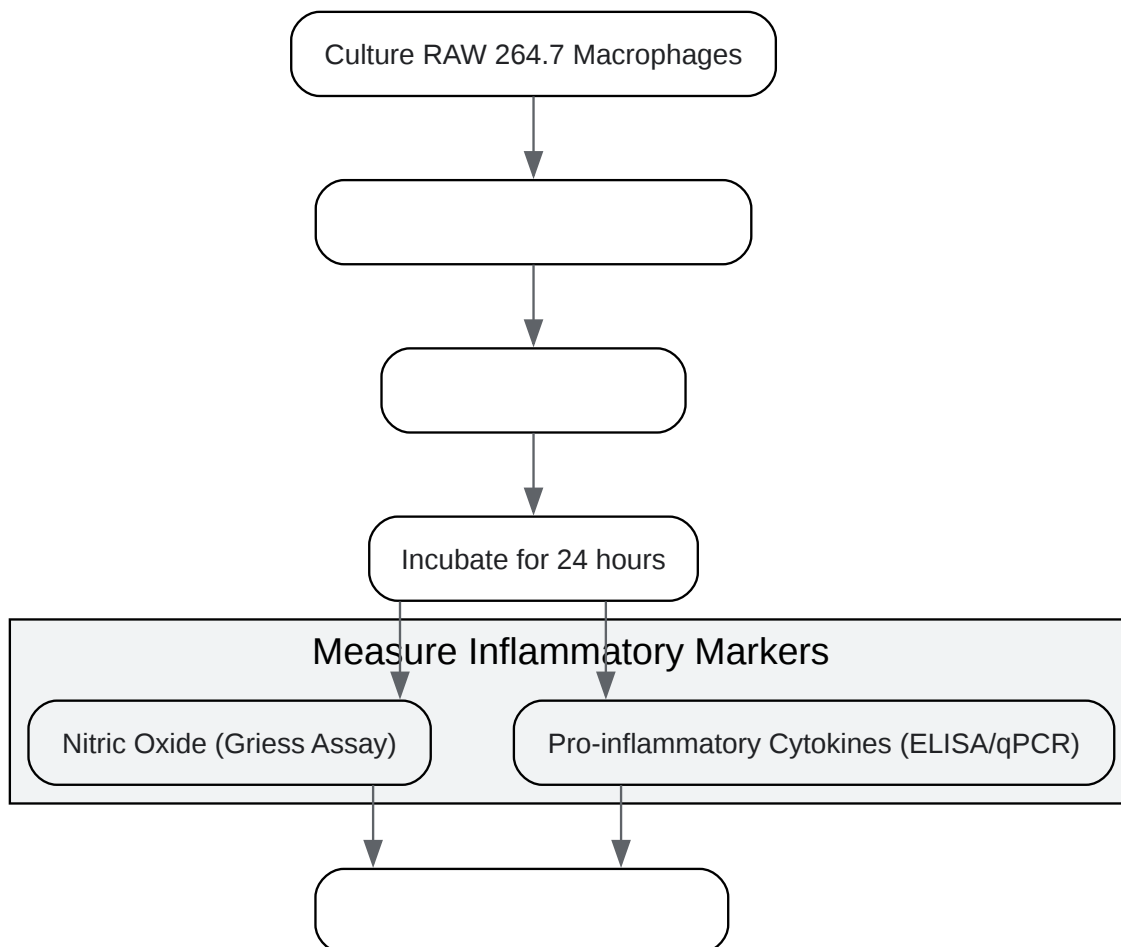 Culture RAW 264.7 Macrophages
Incubate for 24 hours
Measure Inflammatory Markers
Nitric Oxide (Griess Assay)
Pro-inflammatory Cytokines (ELISA/qPCR)